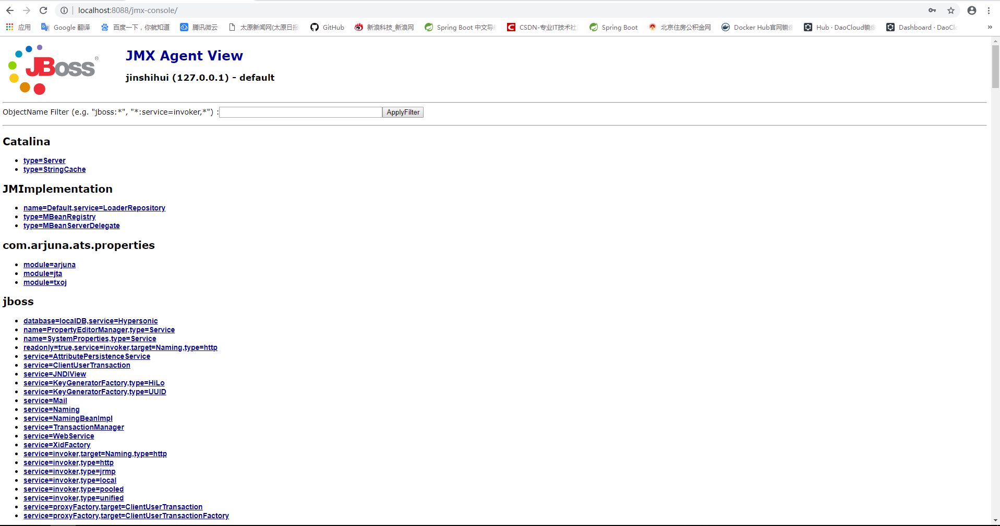 localhost:8088/jmx-console/
应用 Google 翻译 百度一下，你就知道 腾讯微云 太原新闻网(太原日报 GitHub 新浪科技_新浪网 Spring Boot 中文导 CSDN-专业IT技术社 Spring Boot 北京住房公积金网 Docker Hub官网镜像 Hub · DaoCloud镜像 Dashboard · DaoClo »
JBoss ®
JMX Agent View
jinshihui (127.0.0.1) - default
ObjectName Filter (e.g. "jboss:*", "*:service=invoker,*") : ApplyFilter
Catalina
type=Server
type=StringCache
JMImplementation
name=Default,service=LoaderRepository
type=MBeanRegistry
type=MBeanServerDelegate
com.arjuna.ats.properties
module=arjuna
module=jta
module=txoj
jboss
database=localDB,service=Hypersonic
name=PropertyEditorManager,type=Service
name=SystemProperties,type=Service
readonly=true,service=invoker,target=Naming,type=http
service=AttributePersistenceService
service=ClientUserTransaction
service=JNDIView
service=KeyGeneratorFactory,type=HiLo
service=KeyGeneratorFactory,type=UUID
service=Mail
service=Naming
service=NamingBeanImpl
service=TransactionManager
service=WebService
service=XidFactory
service=invoker,target=Naming,type=http
service=invoker,type=http
service=invoker,type=jrmp
service=invoker,type=local
service=invoker,type=pooled
service=invoker,type=unified
service=proxyFactory,target=ClientUserTransaction
service=proxyFactory,target=ClientUserTransactionFactory